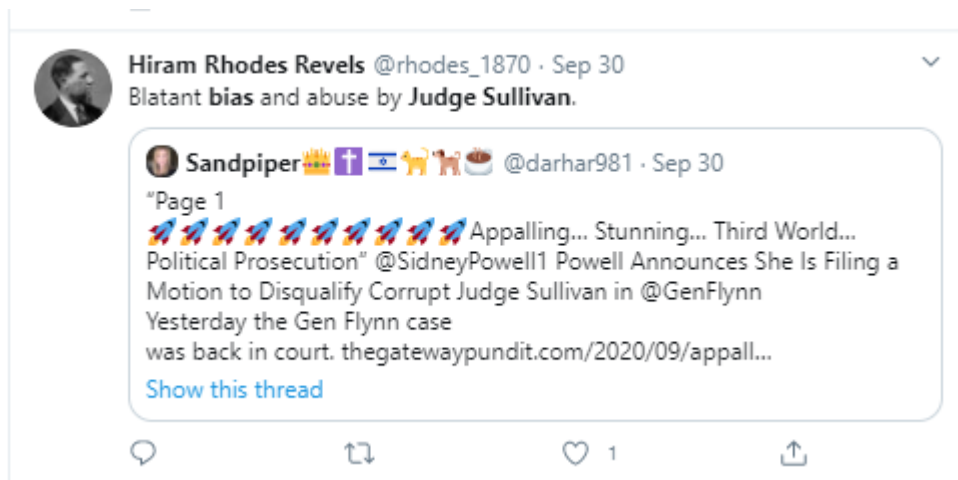 Hiram Rhodes Revels @rhodes_1870 · Sep 30
Blatant bias and abuse by Judge Sullivan.
Sandpiper👑✝️🇮🇱🐈🐕☕ @darhar981 · Sep 30
“Page 1
🚀🚀🚀🚀🚀🚀🚀🚀🚀🚀Appalling... Stunning... Third World...
Political Prosecution” @SidneyPowell1 Powell Announces She Is Filing a
Motion to Disqualify Corrupt Judge Sullivan in @GenFlynn
Yesterday the Gen Flynn case
was back in court. thegatewaypundit.com/2020/09/appall...
Show this thread
1